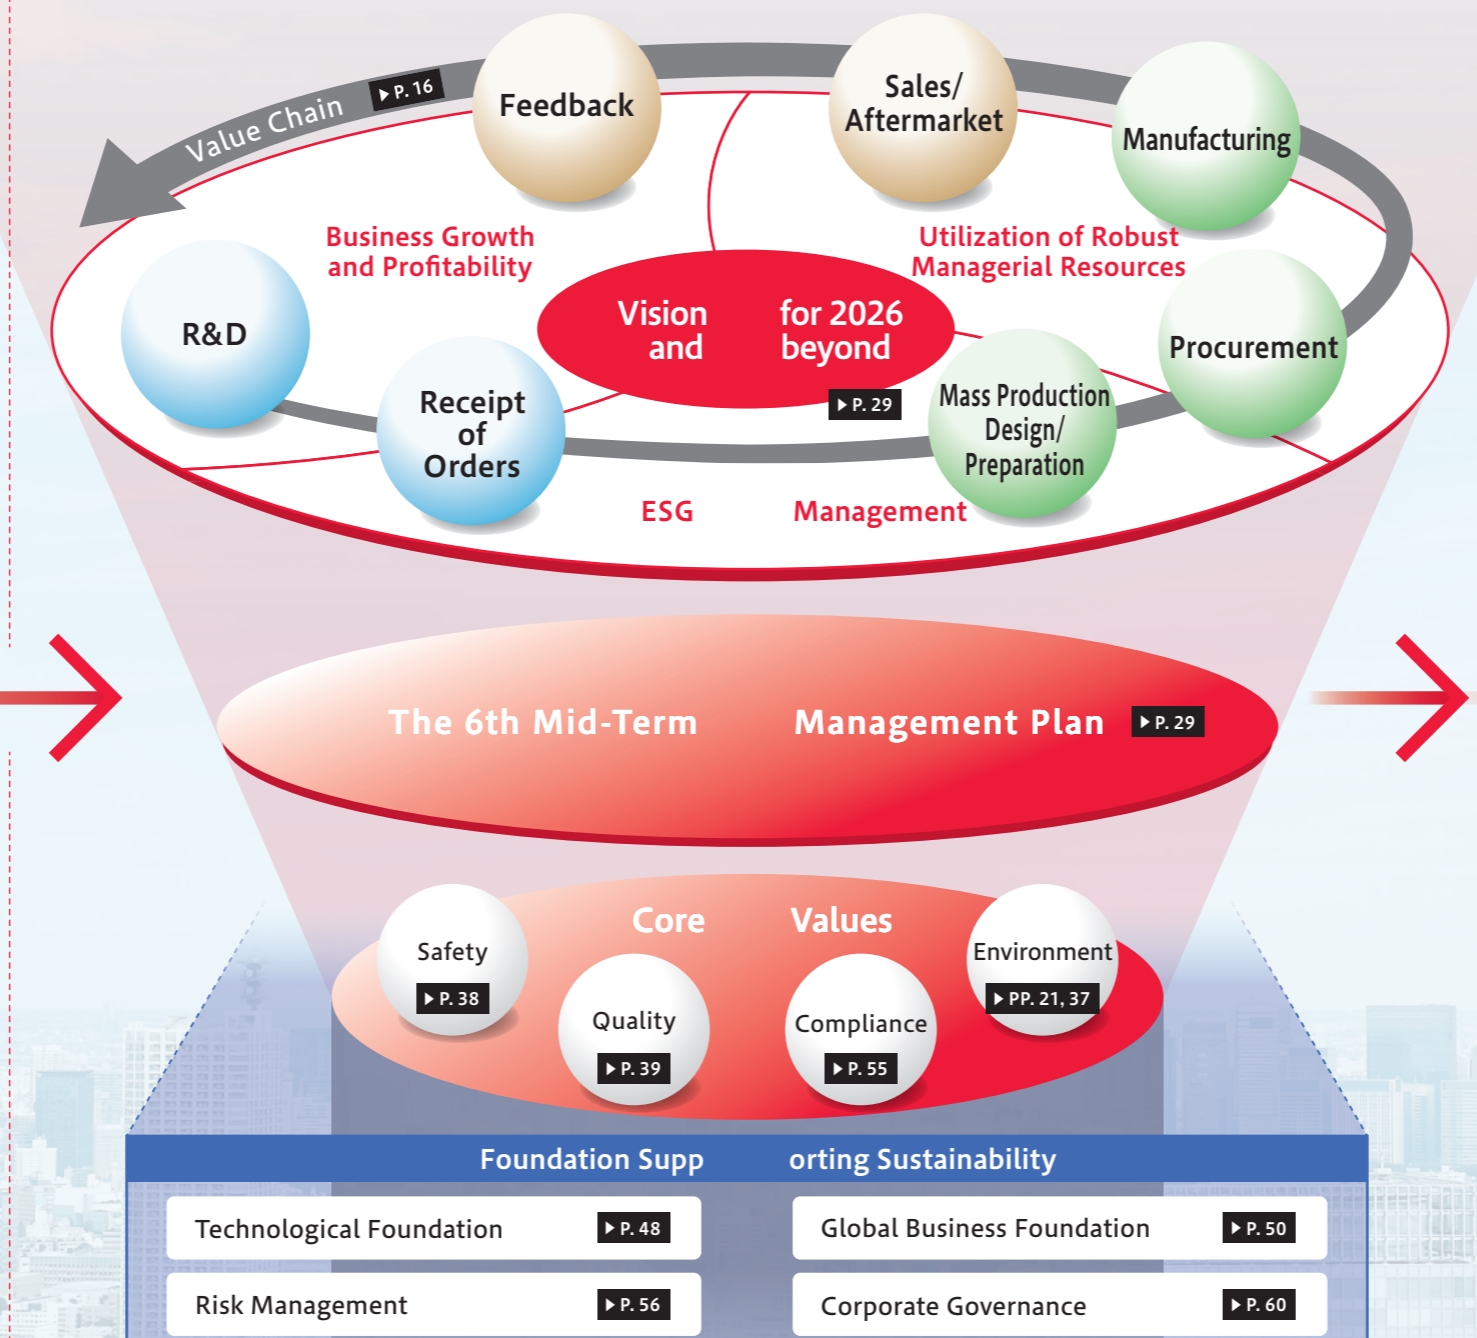 Value Chain ▶P. 16
Feedback
Sales/
Aftermarket
Manufacturing
Business Growth
and Profitability
Utilization of Robust
Managerial Resources
R&D
Vision for 2026
and beyond
▶P. 29
Procurement
Receipt
of
Orders
Mass Production
Design/
Preparation
ESG Management
The 6th Mid-Term Management Plan ▶P. 29
Core Values
Safety
▶P. 38
Quality
▶P. 39
Compliance
▶P. 55
Environment
▶PP. 21, 37
Foundation Supp orting Sustainability
Technological Foundation ▶P. 48
Global Business Foundation ▶P. 50
Risk Management ▶P. 56
Corporate Governance ▶P. 60